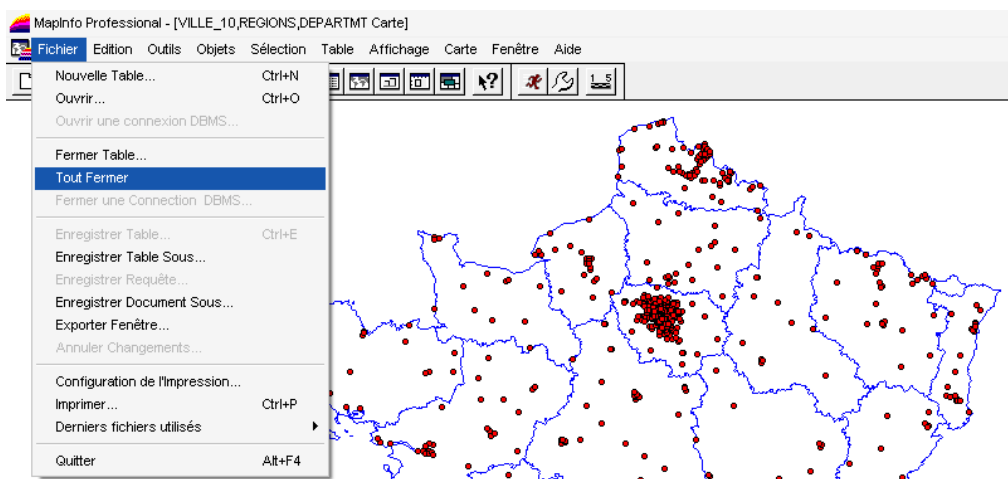 MapInfo Professional - [VILLE_10,REGIONS,DEPARTMT Carte]
Fichier Edition Outils Objets Sélection Table Affichage Carte Fenêtre Aide
Nouvelle Table... Ctrl+N
Ouvrir... Ctrl+O
Ouvrir une connexion DBMS...
Fermer Table...
Tout Fermer
Fermer une Connection DBMS...
Enregistrer Table... Ctrl+E
Enregistrer Table Sous...
Enregistrer Requête...
Enregistrer Document Sous...
Exporter Fenêtre...
Annuler Changements...
Configuration de l'Impression...
Imprimer... Ctrl+P
Derniers fichiers utilisés
Quitter Alt+F4